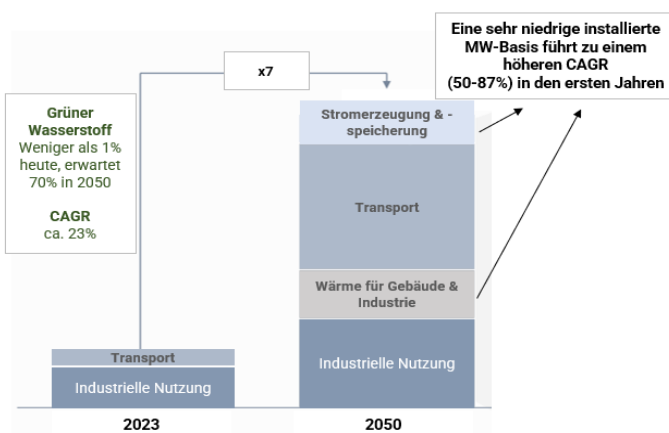 Eine sehr niedrige installierte
MW-Basis führt zu einem
höheren CAGR
(50-87%) in den ersten Jahren
x7
Grüner
Wasserstoff
Weniger als 1%
heute, erwartet
70% in 2050
CAGR
ca. 23%
Stromerzeugung & -
speicherung
Transport
Wärme für Gebäude &
Industrie
Industrielle Nutzung
Transport
Industrielle Nutzung
2023
2050